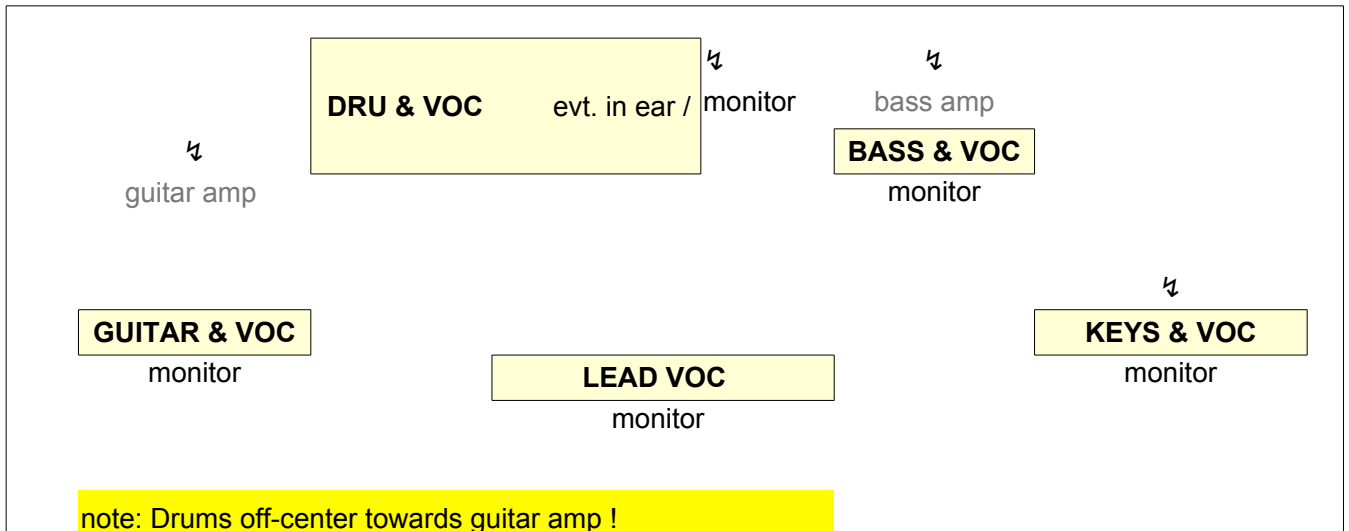 ↯ ↯
DRU & VOC evt. in ear / monitor bass amp
↯ BASS & VOC
guitar amp monitor
↯
GUITAR & VOC KEYS & VOC
monitor LEAD VOC monitor
monitor
note: Drums off-center towards guitar amp !